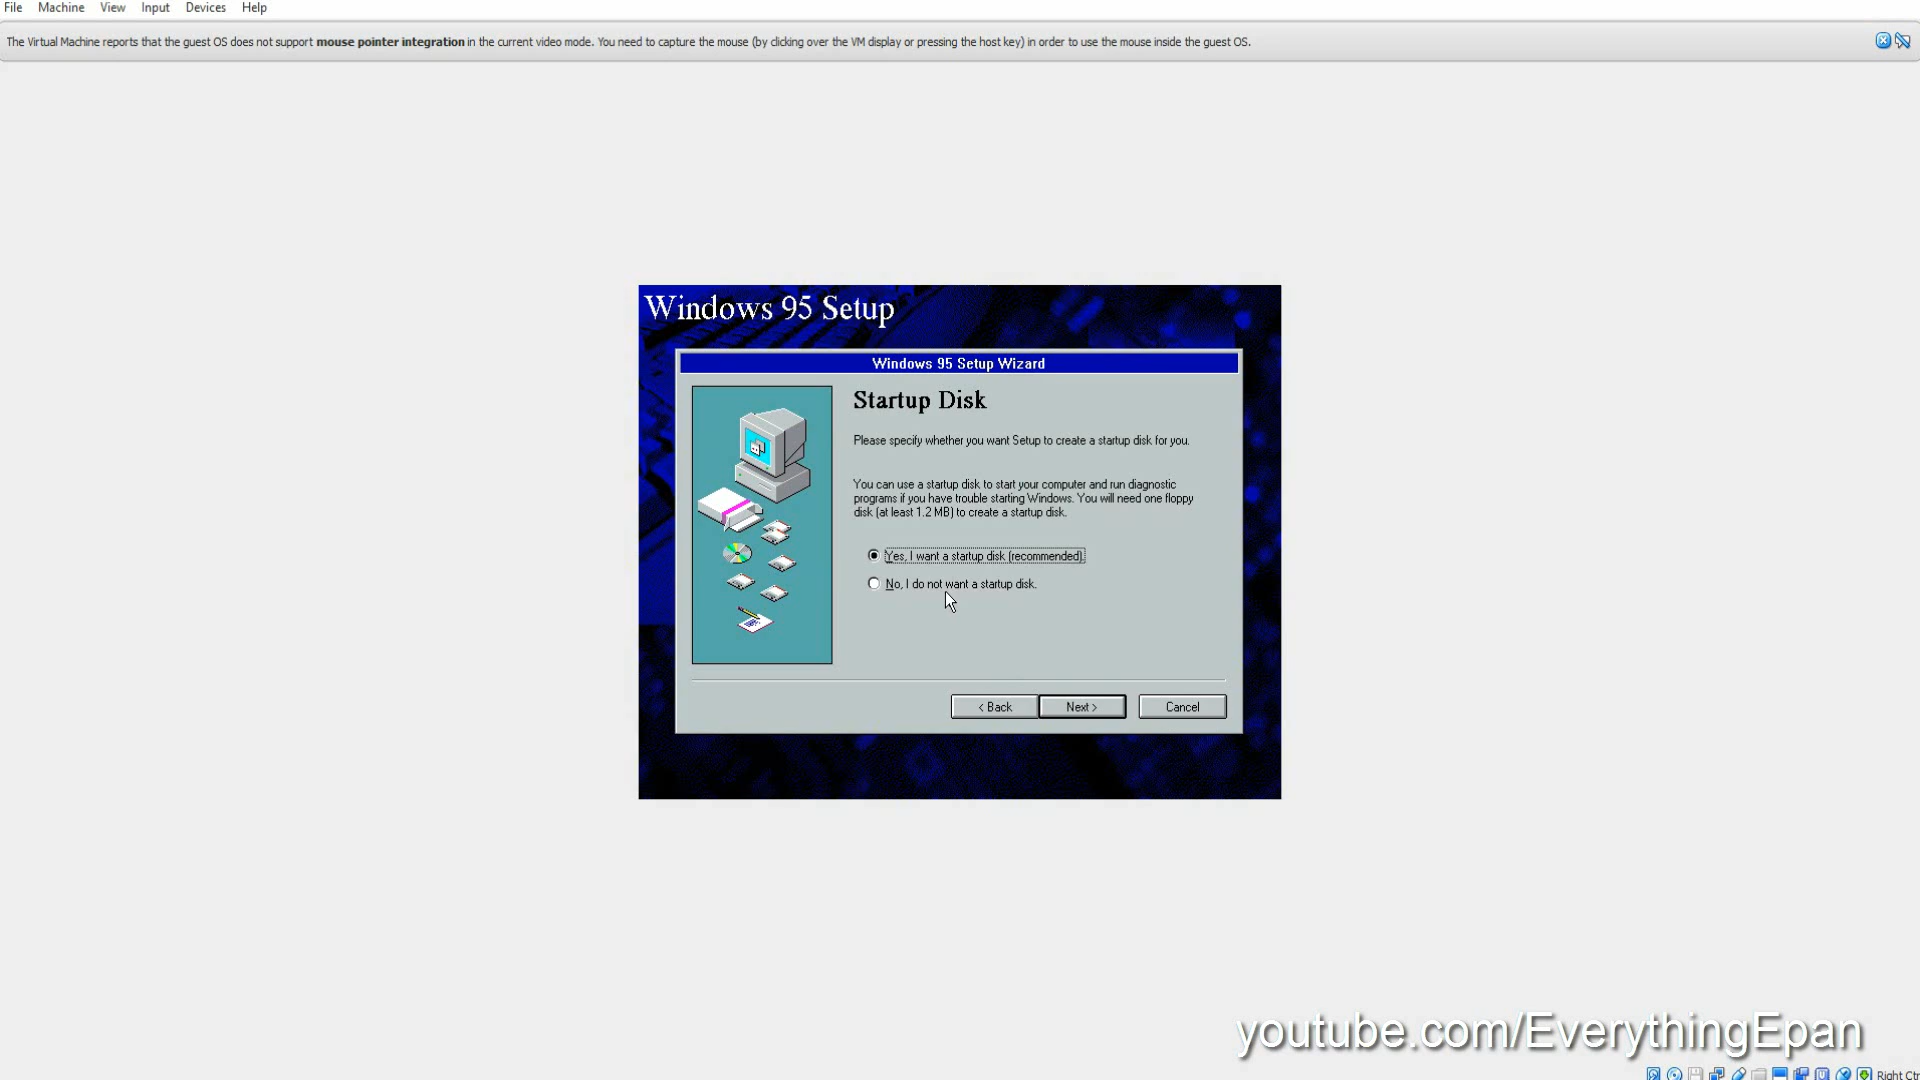 File Machine View Input Devices Help
The Virtual Machine reports that the guest OS does not support mouse pointer integration in the current video mode. You need to capture the mouse (by clicking over the VM display or pressing the host key) in order to use the mouse inside the guest OS.
Windows 95 Setup
Windows 95 Setup Wizard
Startup Disk
Please specify whether you want Setup to create a startup disk for you.
You can use a startup disk to start your computer and run diagnostic
programs if you have trouble starting Windows. You will need one floppy
disk (at least 1.2 MB) to create a startup disk.
Yes, I want a startup disk (recommended).
No, I do not want a startup disk.
< Back Next > Cancel
youtube.com/EverythingEpan
Right Ctr